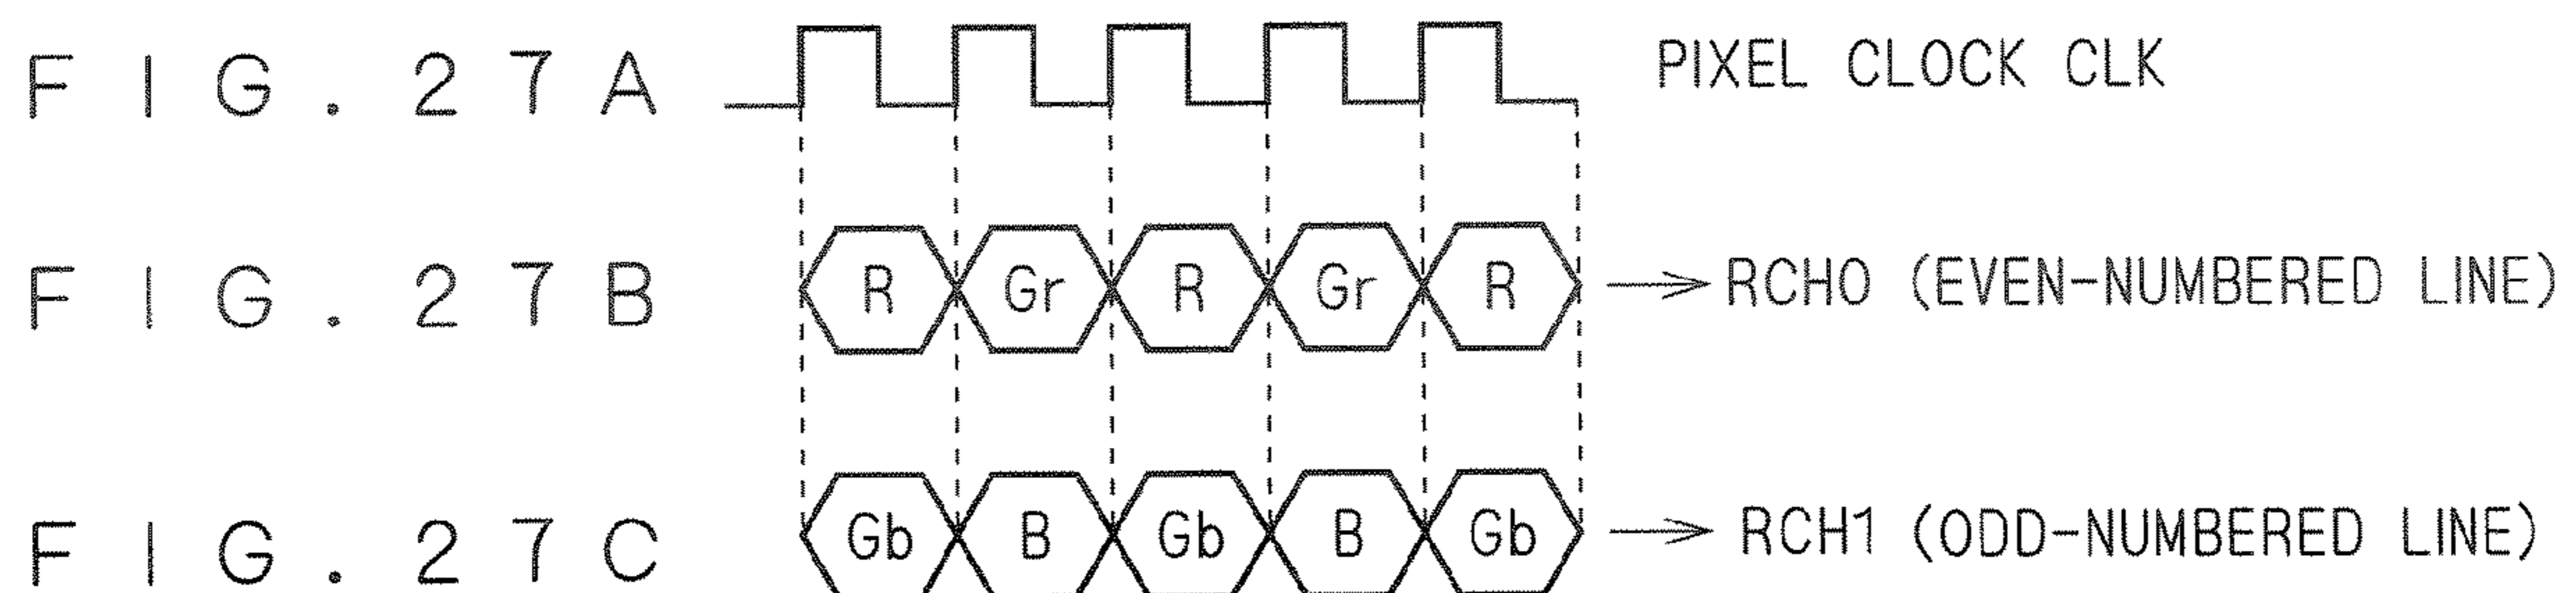 FIG. 27A PIXEL CLOCK CLK
FIG. 27B R Gr R Gr R RCH0 (EVEN-NUMBERED LINE)
FIG. 27C Gb B Gb B Gb RCH1 (ODD-NUMBERED LINE)